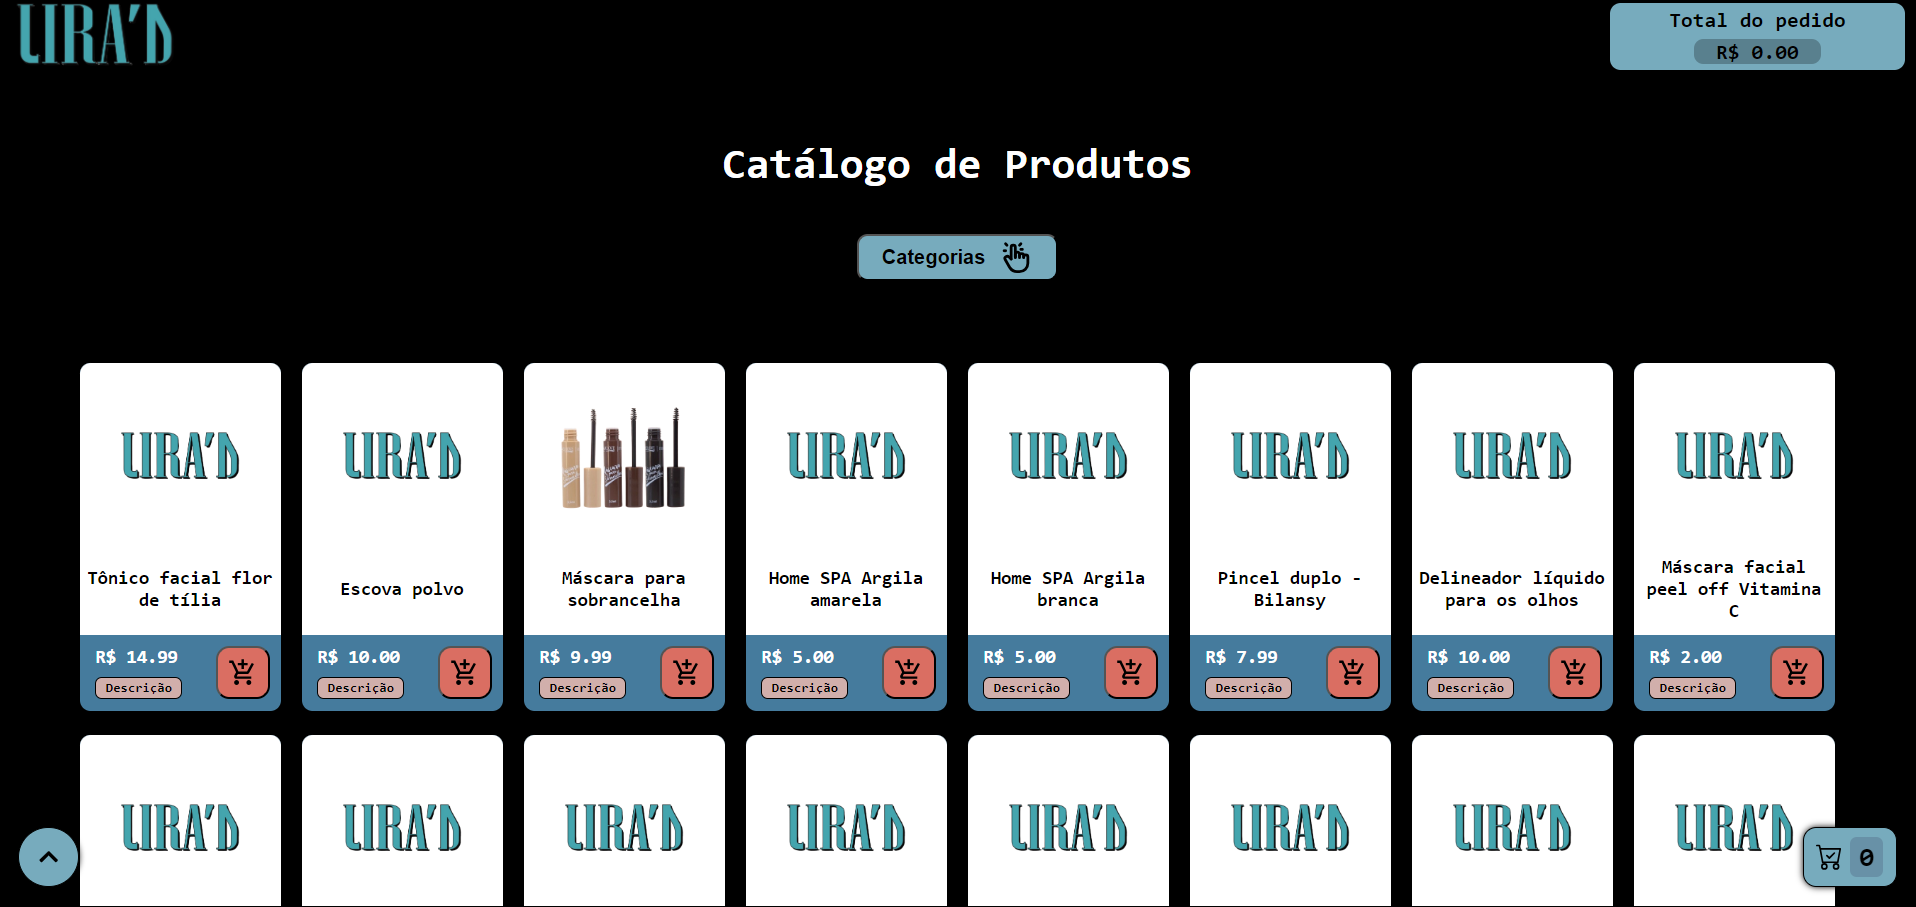 LIRA'D
Total do pedido
R$ 0.00
Catálogo de Produtos
Categorias
LIRA'D
LIRA'D
LIRA'D
LIRA'D
LIRA'D
LIRA'D
LIRA'D
Tônico facial flor
de tília
Escova polvo
Máscara para
sobrancelha
Home SPA Argila
amarela
Home SPA Argila
branca
Pincel duplo -
Bilansy
Delineador líquido
para os olhos
Máscara facial
peel off Vitamina
C
R$ 14.99
Descrição
R$ 10.00
Descrição
R$ 9.99
Descrição
R$ 5.00
Descrição
R$ 5.00
Descrição
R$ 7.99
Descrição
R$ 10.00
Descrição
R$ 2.00
Descrição
LIRA'D
LIRA'D
LIRA'D
LIRA'D
LIRA'D
LIRA'D
LIRA'D
LIRA'D
0